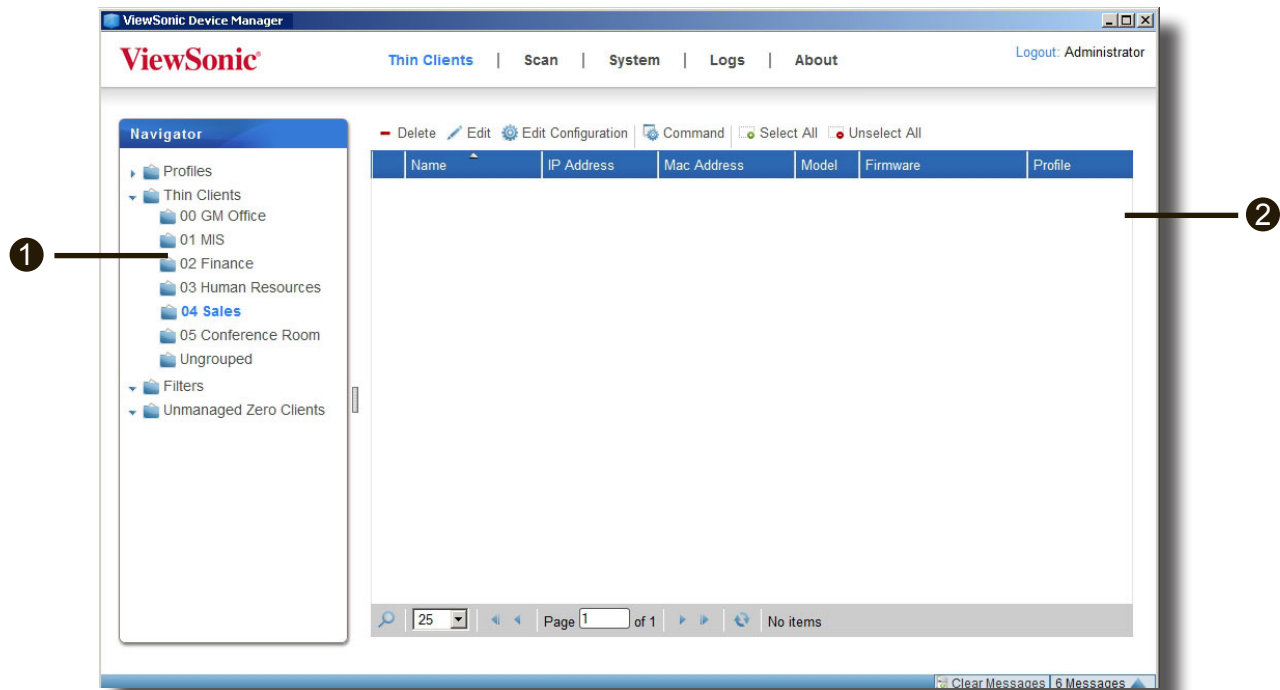 ViewSonic Device Manager
ViewSonic®
Thin Clients | Scan | System | Logs | About
Logout: Administrator
Navigator
Profiles
Thin Clients
00 GM Office
01 MIS
02 Finance
03 Human Resources
04 Sales
05 Conference Room
Ungrouped
Filters
Unmanaged Zero Clients
Delete Edit Edit Configuration Command Select All Unselect All
Name IP Address Mac Address Model Firmware Profile
1
2
25 Page 1 of 1 No items
Clear Messages 6 Messages